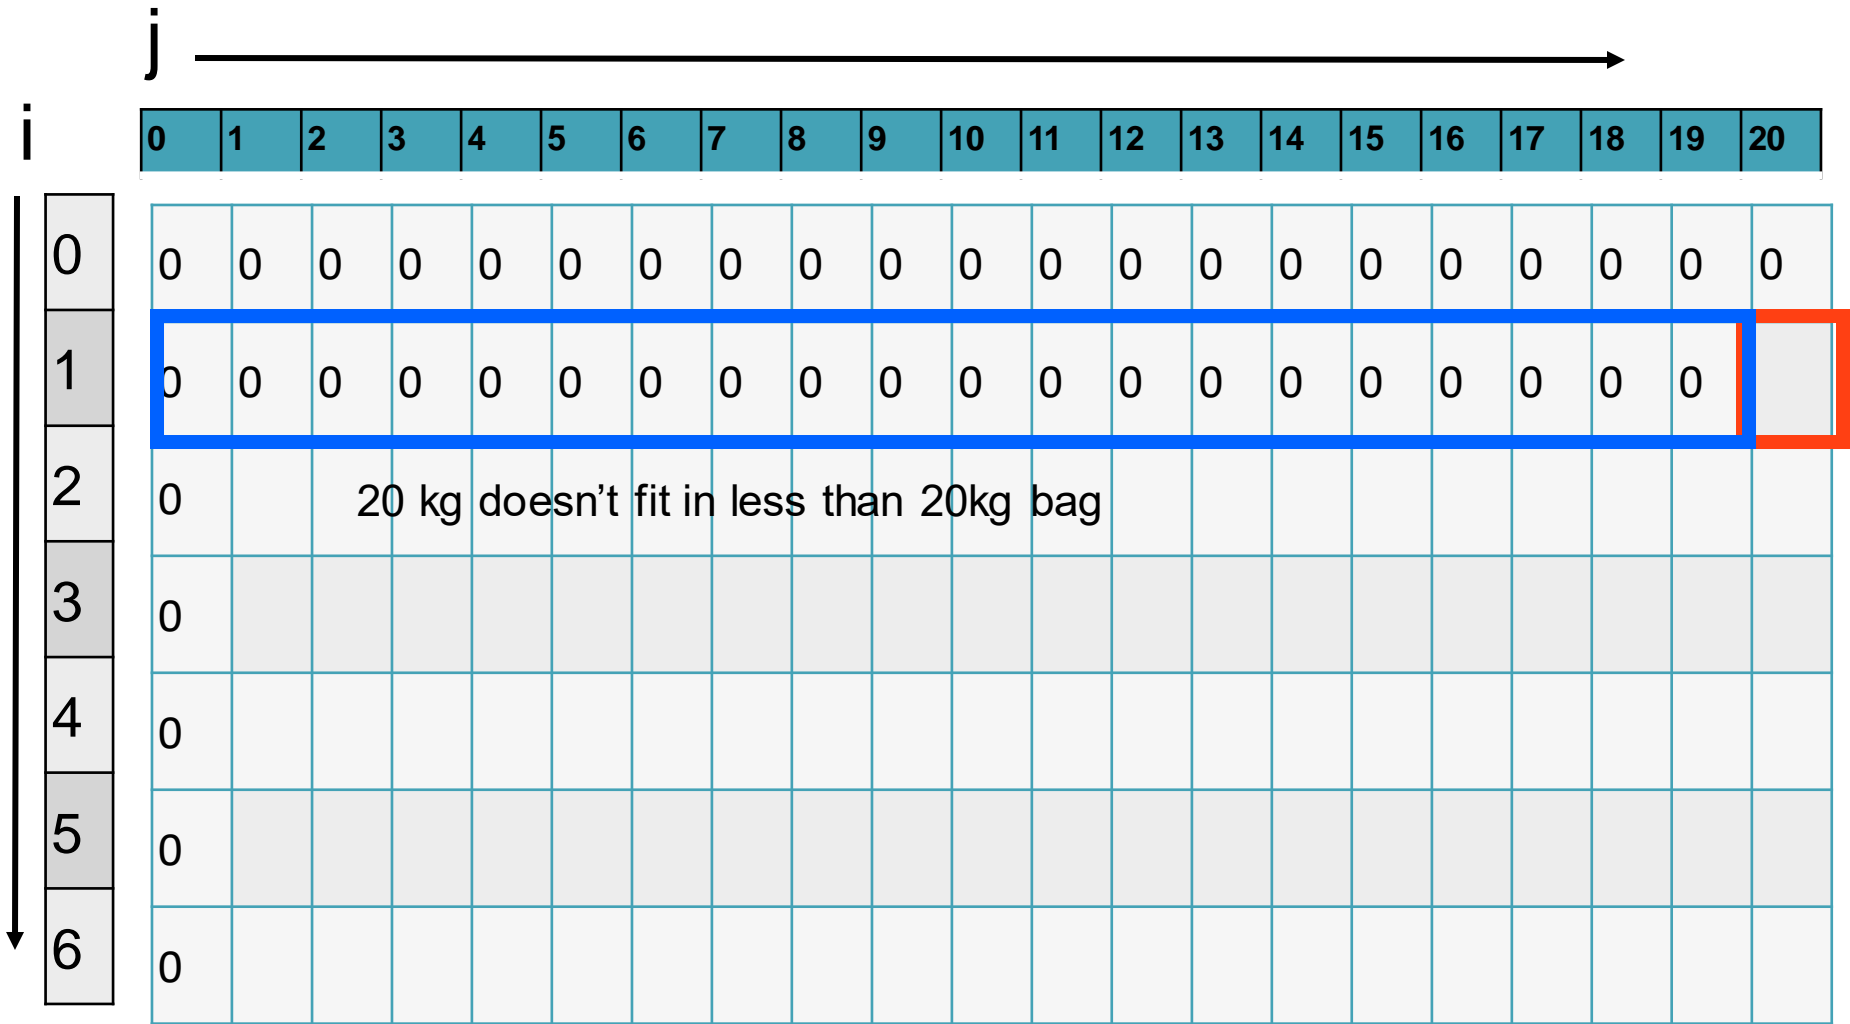 j
i
0 1 2 3 4 5 6 7 8 9 10 11 12 13 14 15 16 17 18 19 20
0 0 0 0 0 0 0 0 0 0 0 0 0 0 0 0 0 0 0 0 0 0
1 0 0 0 0 0 0 0 0 0 0 0 0 0 0 0 0 0 0 0 0
2 0 20 kg doesn’t fit in less than 20kg bag
3 0
4 0
5 0
6 0